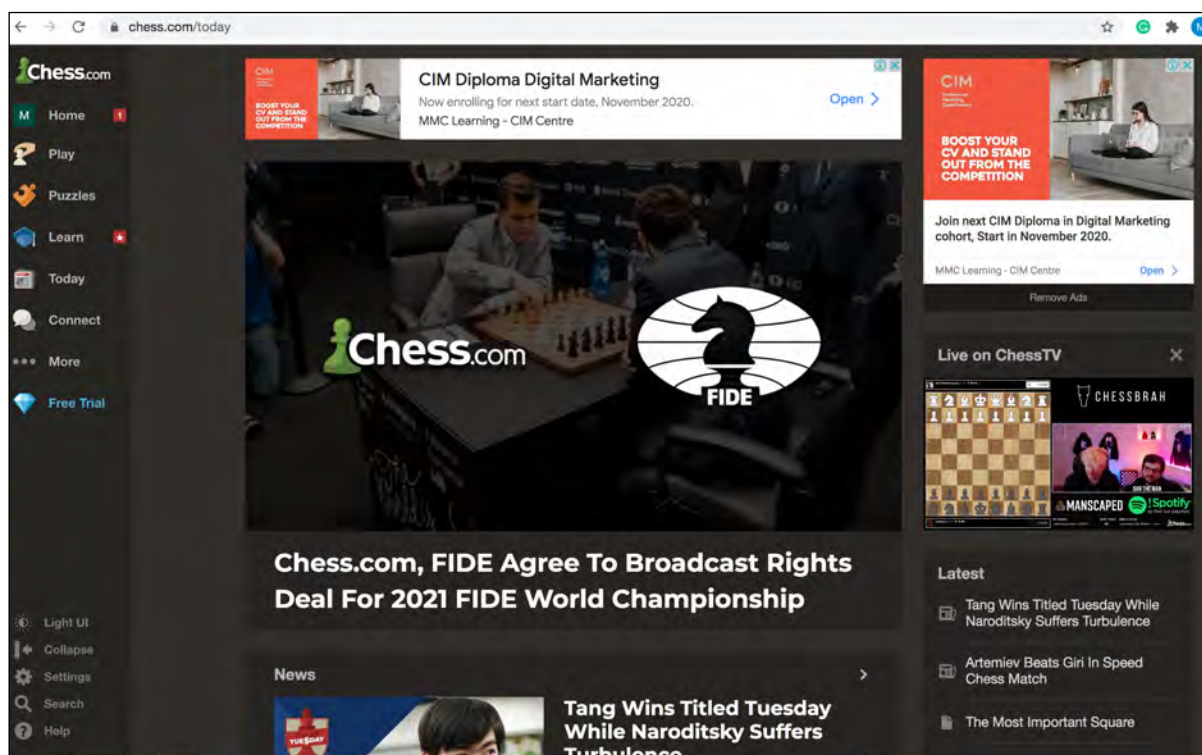 chess.com/today
Chess.com
M Home 1
Play
Puzzles
Learn
Today
Connect
More
Free Trial
Light UI
Collapse
Settings
Search
Help
CIM
BOOST YOUR
CV AND STAND
OUT FROM THE
COMPETITION
CIM Diploma Digital Marketing
Now enrolling for next start date, November 2020.
MMC Learning - CIM Centre
Open
Chess.com
FIDE
Chess.com, FIDE Agree To Broadcast Rights
Deal For 2021 FIDE World Championship
News
TUESDAY
Tang Wins Titled Tuesday
While Naroditsky Suffers
Turbulence
CIM
BOOST YOUR
CV AND STAND
OUT FROM THE
COMPETITION
Join next CIM Diploma in Digital Marketing
cohort, Start in November 2020.
MMC Learning - CIM Centre
Open
Remove Ads
Live on ChessTV
CHESSBRAH
MANSCAPED
!Spotify
Latest
Tang Wins Titled Tuesday While
Naroditsky Suffers Turbulence
Artemiev Beats Giri In Speed
Chess Match
The Most Important Square